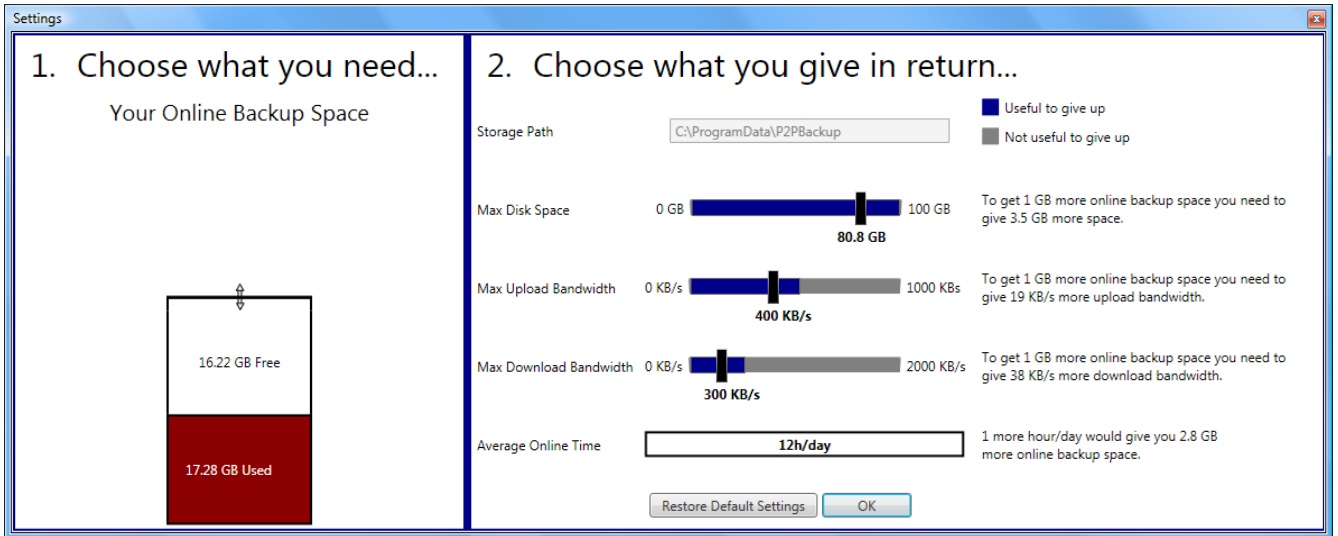 Settings
1. Choose what you need...
Your Online Backup Space
16.22 GB Free
17.28 GB Used
2. Choose what you give in return...
Useful to give up
Not useful to give up
Storage Path
C:\ProgramData\P2PBackup
Max Disk Space
0 GB
100 GB
80.8 GB
To get 1 GB more online backup space you need to
give 3.5 GB more space.
Max Upload Bandwidth
0 KB/s
1000 KBs
400 KB/s
To get 1 GB more online backup space you need to
give 19 KB/s more upload bandwidth.
Max Download Bandwidth
0 KB/s
2000 KB/s
300 KB/s
To get 1 GB more online backup space you need to
give 38 KB/s more download bandwidth.
Average Online Time
12h/day
1 more hour/day would give you 2.8 GB
more online backup space.
Restore Default Settings
OK